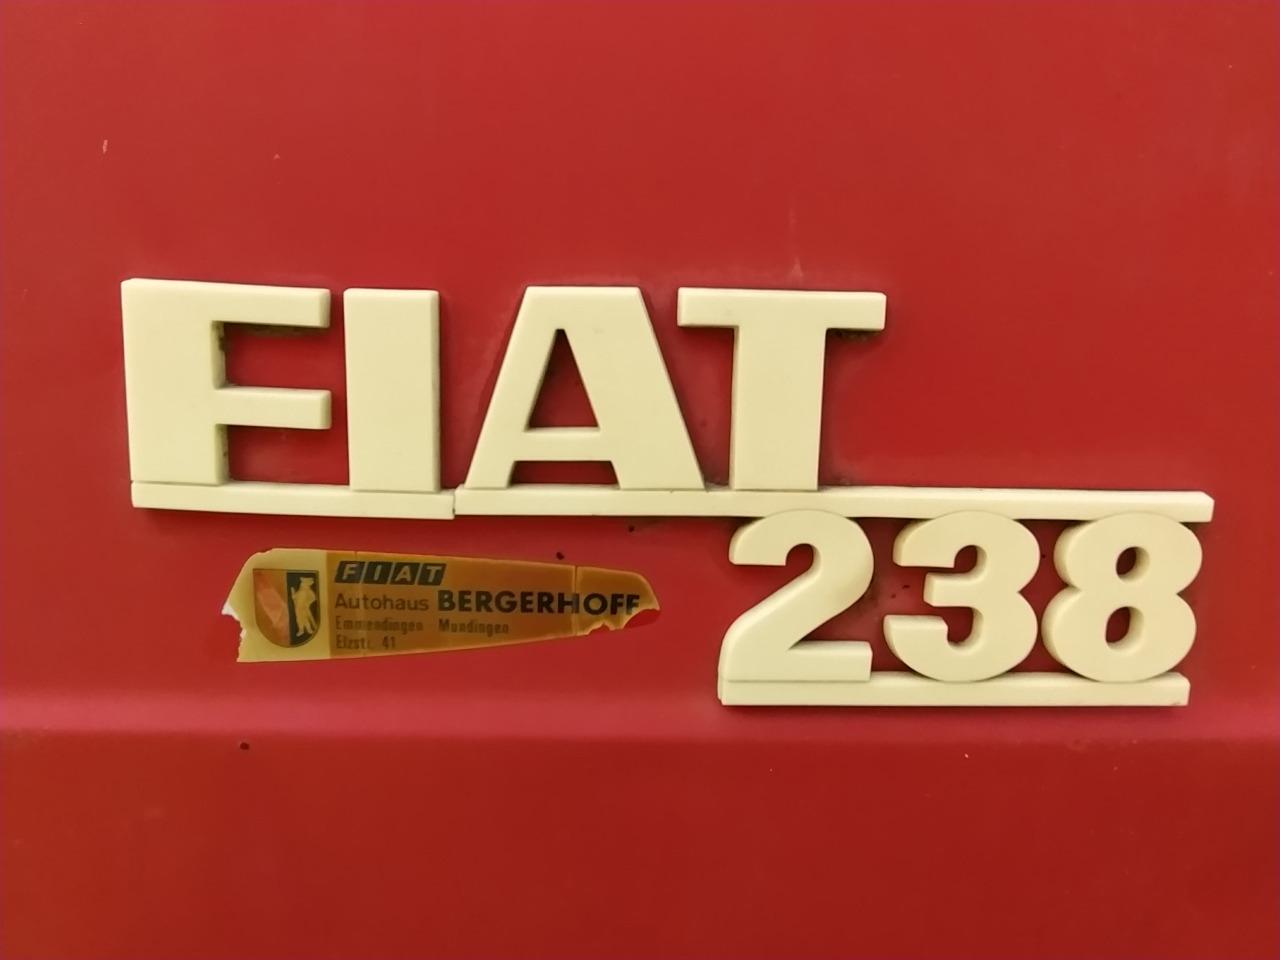 FIAT
238
FIAT
Autohaus BERGERHOFF
Emmendingen Mundingen
Elzstr. 41